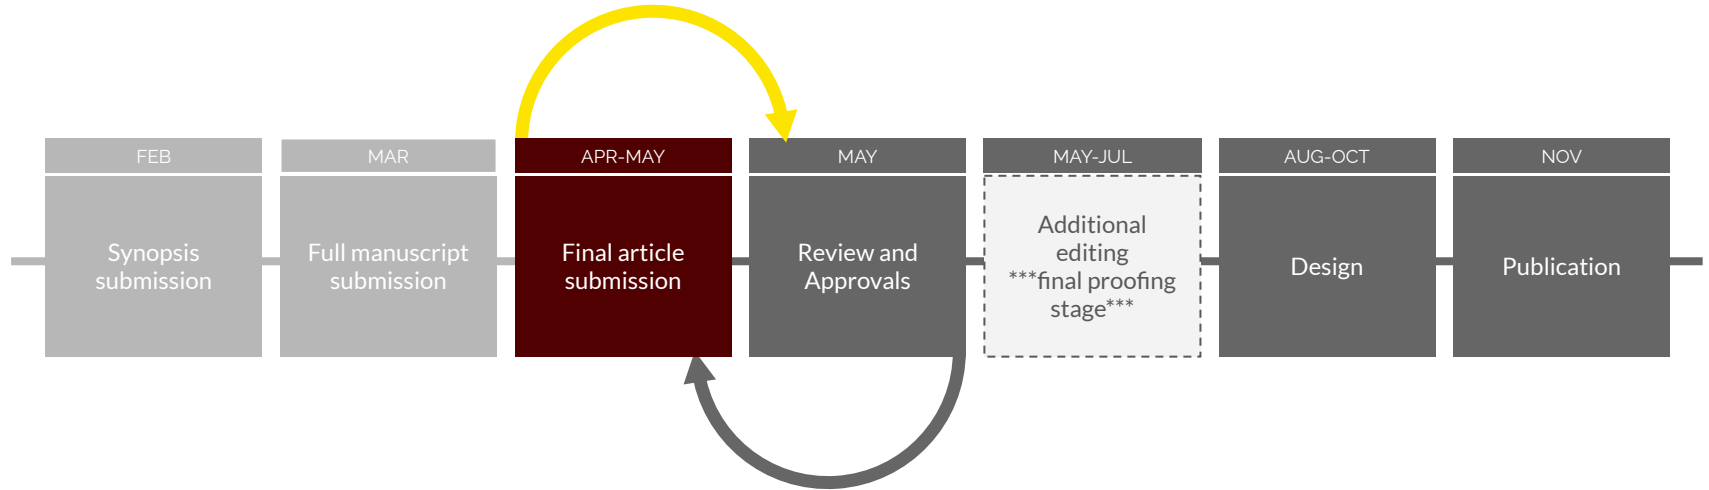 FEB
MAR
APR-MAY
MAY
MAY-JUL
AUG-OCT
NOV
Synopsis
submission
Full manuscript
submission
Final article
submission
Review and
Approvals
Additional
editing
***final proofing
stage***
Design
Publication